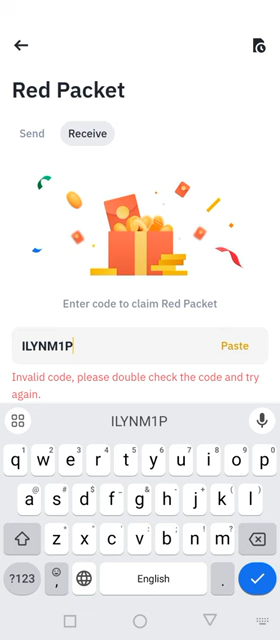 Red Packet
Send Receive
Enter code to claim Red Packet
ILYNM1P Paste
Invalid code, please double check the code and try
again.
ILYNM1P
q w e r t y u i o p
@ # $ _ & - + ( )
a s d f g h j k l
* " ' : ; ! ?
z x c v b n m
?123 , English .